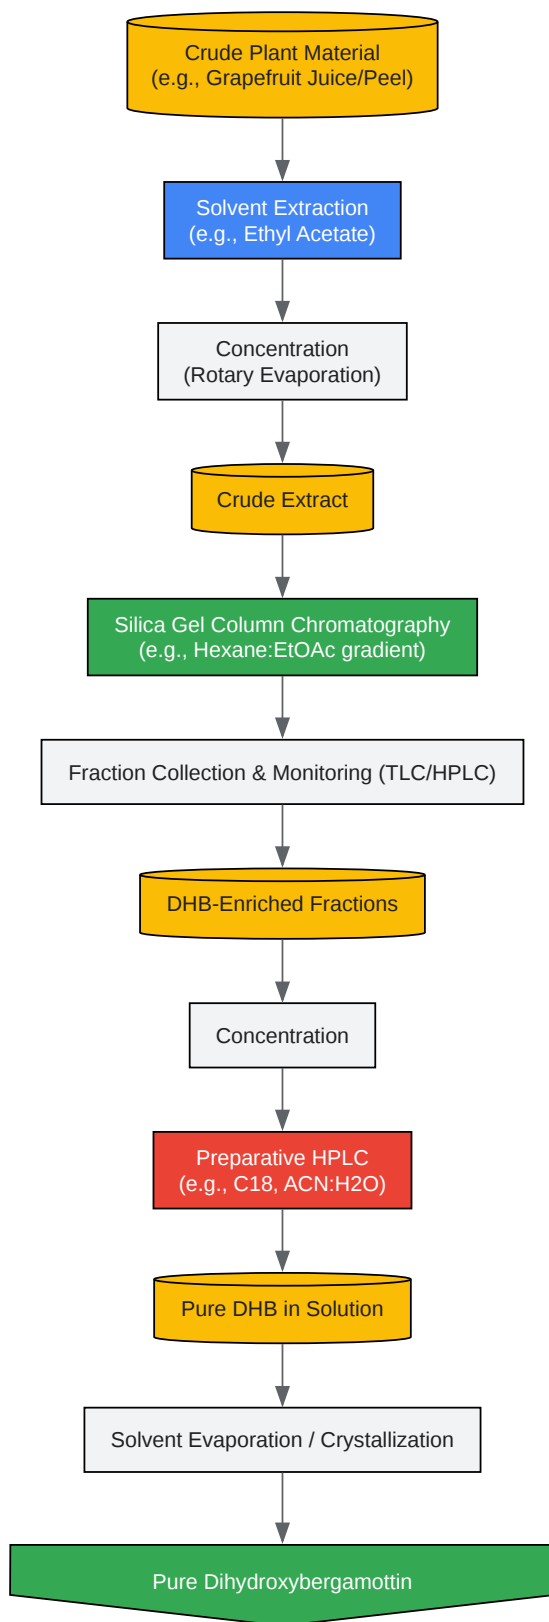 Crude Plant Material
(e.g., Grapefruit Juice/Peel)
Solvent Extraction
(e.g., Ethyl Acetate)
Concentration
(Rotary Evaporation)
Crude Extract
Silica Gel Column Chromatography
(e.g., Hexane:EtOAc gradient)
Fraction Collection & Monitoring (TLC/HPLC)
DHB-Enriched Fractions
Concentration
Preparative HPLC
(e.g., C18, ACN:H2O)
Pure DHB in Solution
Solvent Evaporation / Crystallization
Pure Dihydroxybergamottin